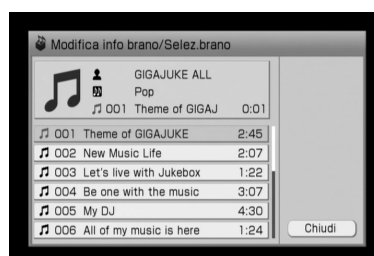 Modifica info brano/Selez.brano
GIGAJUKE ALL
Pop
001 Theme of GIGAJ 0:01
001 Theme of GIGAJUKE 2:45
002 New Music Life 2:07
003 Let's live with Jukebox 1:22
004 Be one with the music 3:07
005 My DJ 4:30
006 All of my music is here 1:24
Chiudi